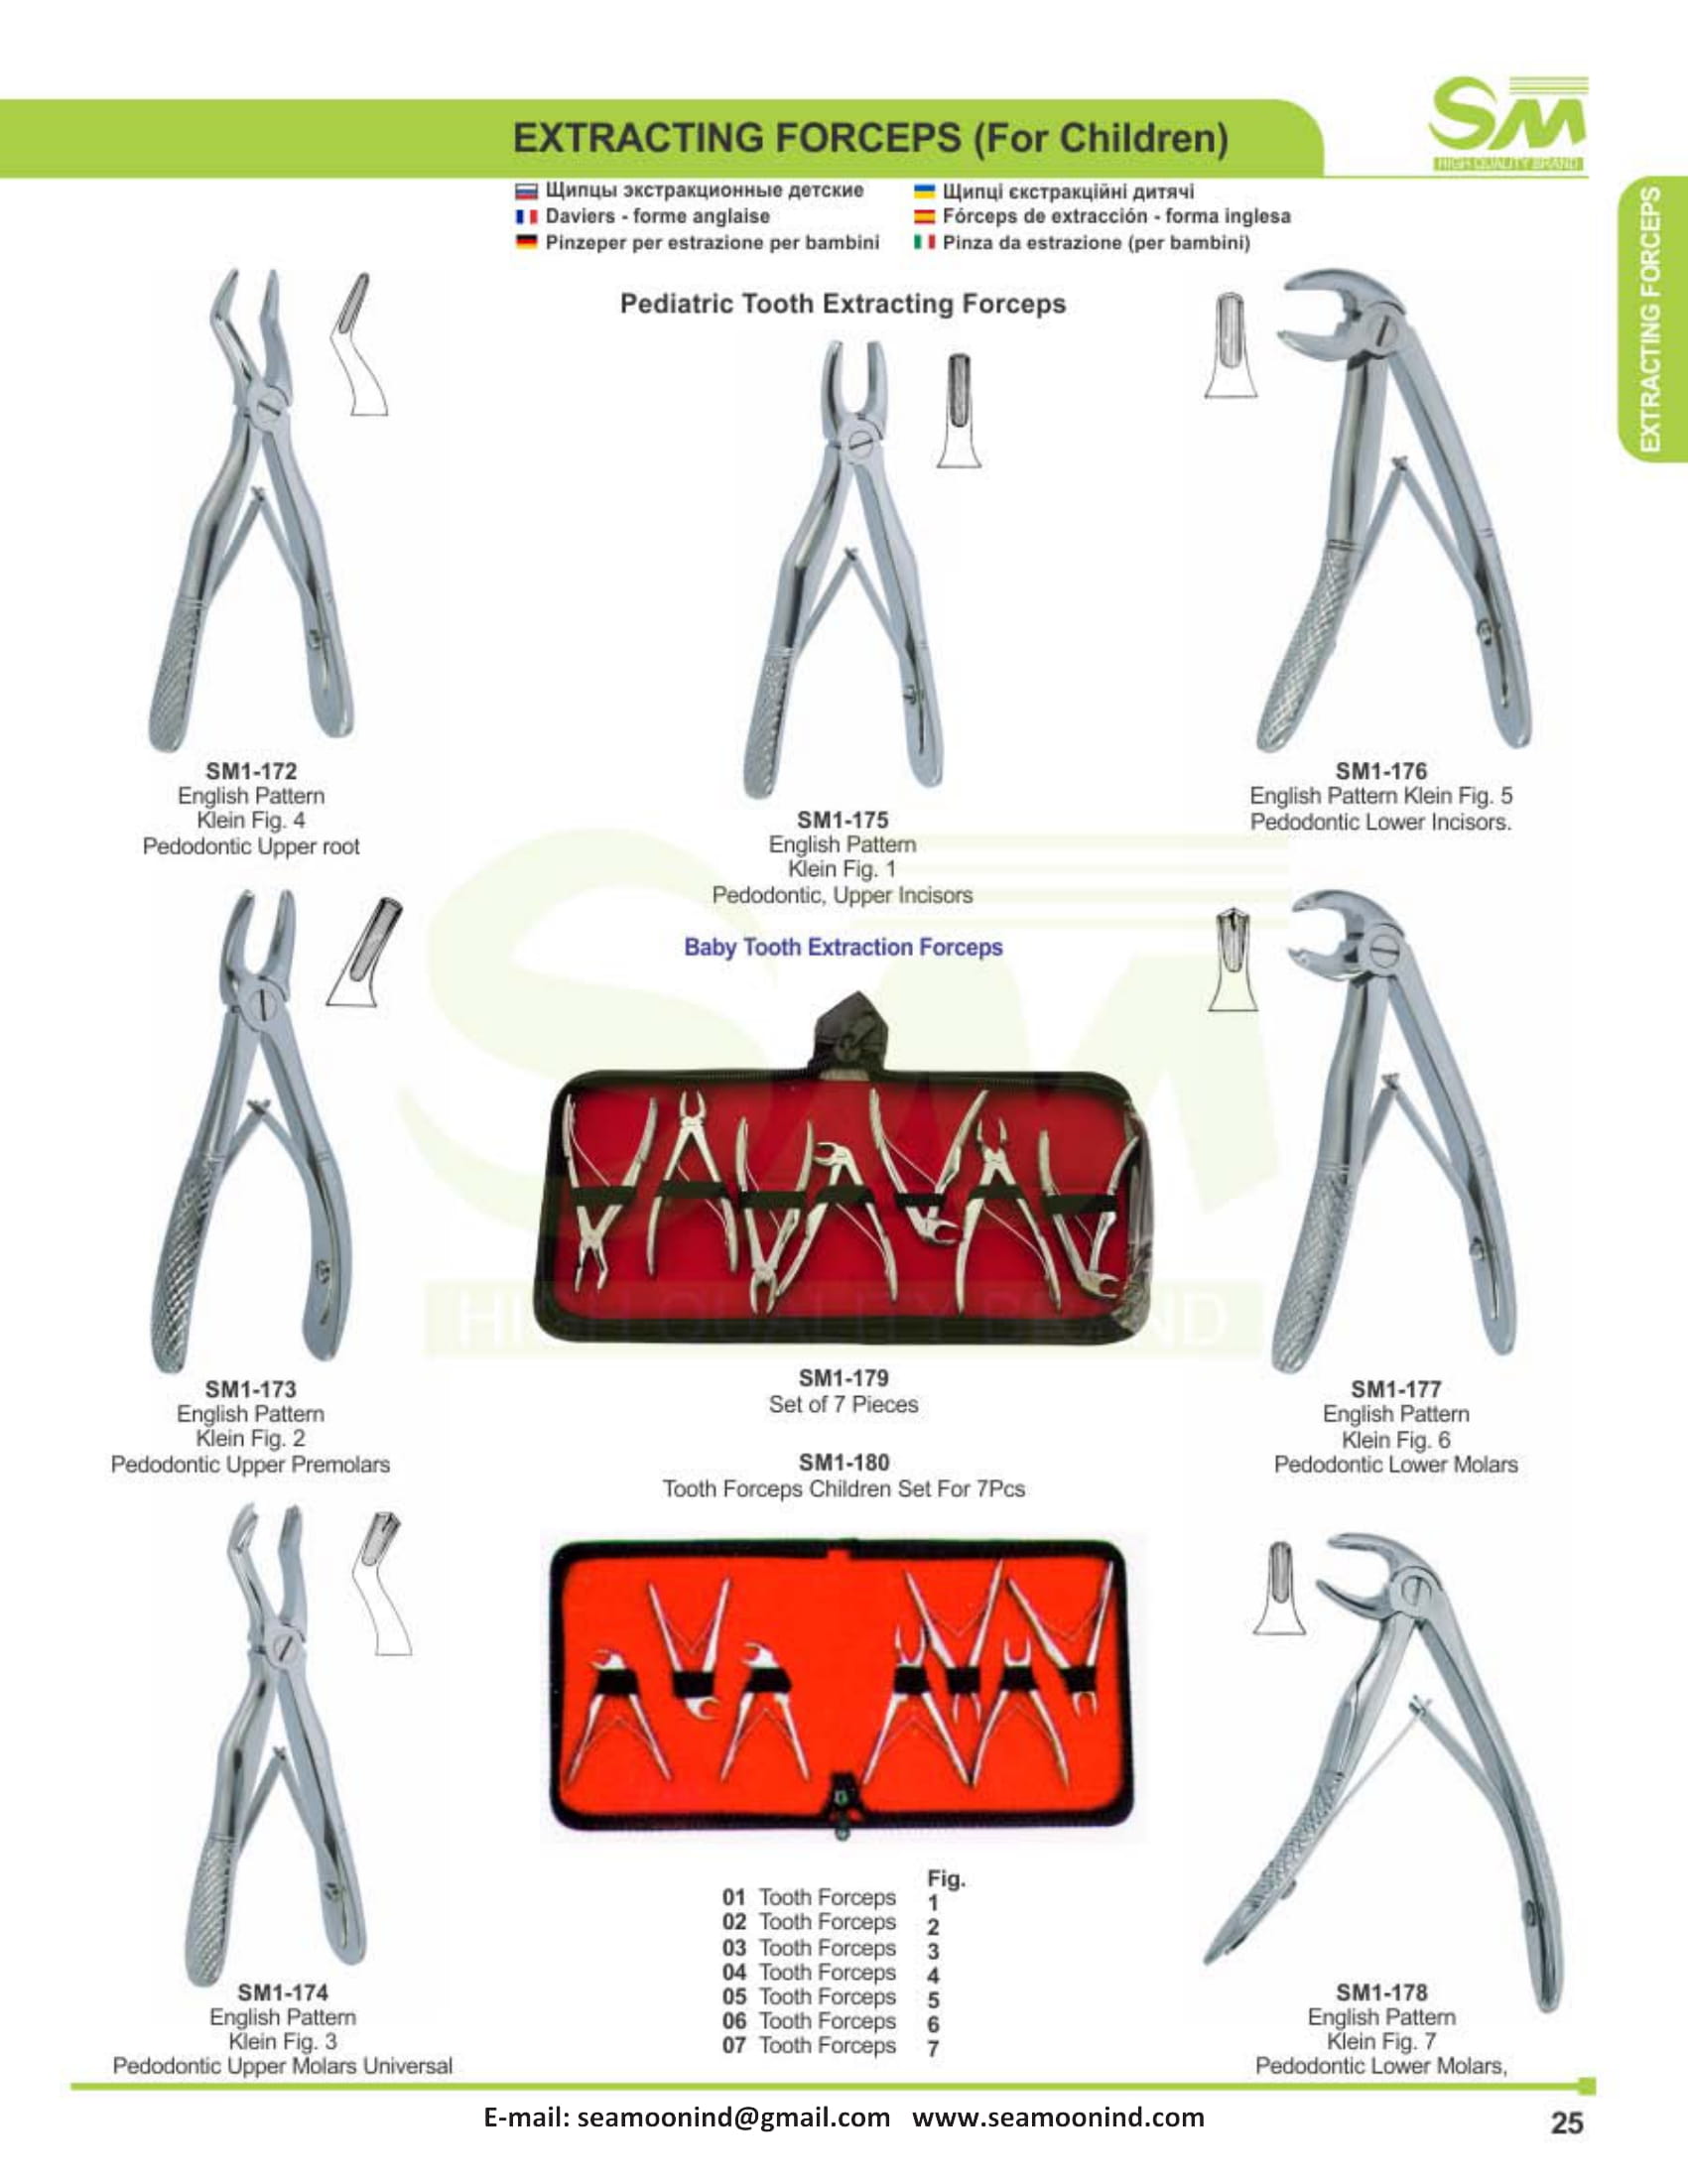 SM
HIGH QUALITY BRAND
EXTRACTING FORCEPS (For Children)
Щипцы экстракционные детские
Щипці єкстракційні дитячі
Daviers - forme anglaise
Fórceps de extracción - forma inglesa
Pinzeper per estrazione per bambini
Pinza da estrazione (per bambini)
EXTRACTING FORCEPS
Pediatric Tooth Extracting Forceps
SM1-172
English Pattern
Klein Fig. 4
Pedodontic Upper root
SM1-175
English Pattern
Klein Fig. 1
Pedodontic, Upper Incisors
SM1-176
English Pattern Klein Fig. 5
Pedodontic Lower Incisors.
Baby Tooth Extraction Forceps
SM
HIGH QUALITY BRAND
SM1-173
English Pattern
Klein Fig. 2
Pedodontic Upper Premolars
SM1-179
Set of 7 Pieces
SM1-180
Tooth Forceps Children Set For 7Pcs
SM1-177
English Pattern
Klein Fig. 6
Pedodontic Lower Molars
Fig.
01 Tooth Forceps 1
02 Tooth Forceps 2
03 Tooth Forceps 3
04 Tooth Forceps 4
05 Tooth Forceps 5
06 Tooth Forceps 6
07 Tooth Forceps 7
SM1-174
English Pattern
Klein Fig. 3
Pedodontic Upper Molars Universal
SM1-178
English Pattern
Klein Fig. 7
Pedodontic Lower Molars,
E-mail: seamoonind@gmail.com www.seamoonind.com
25